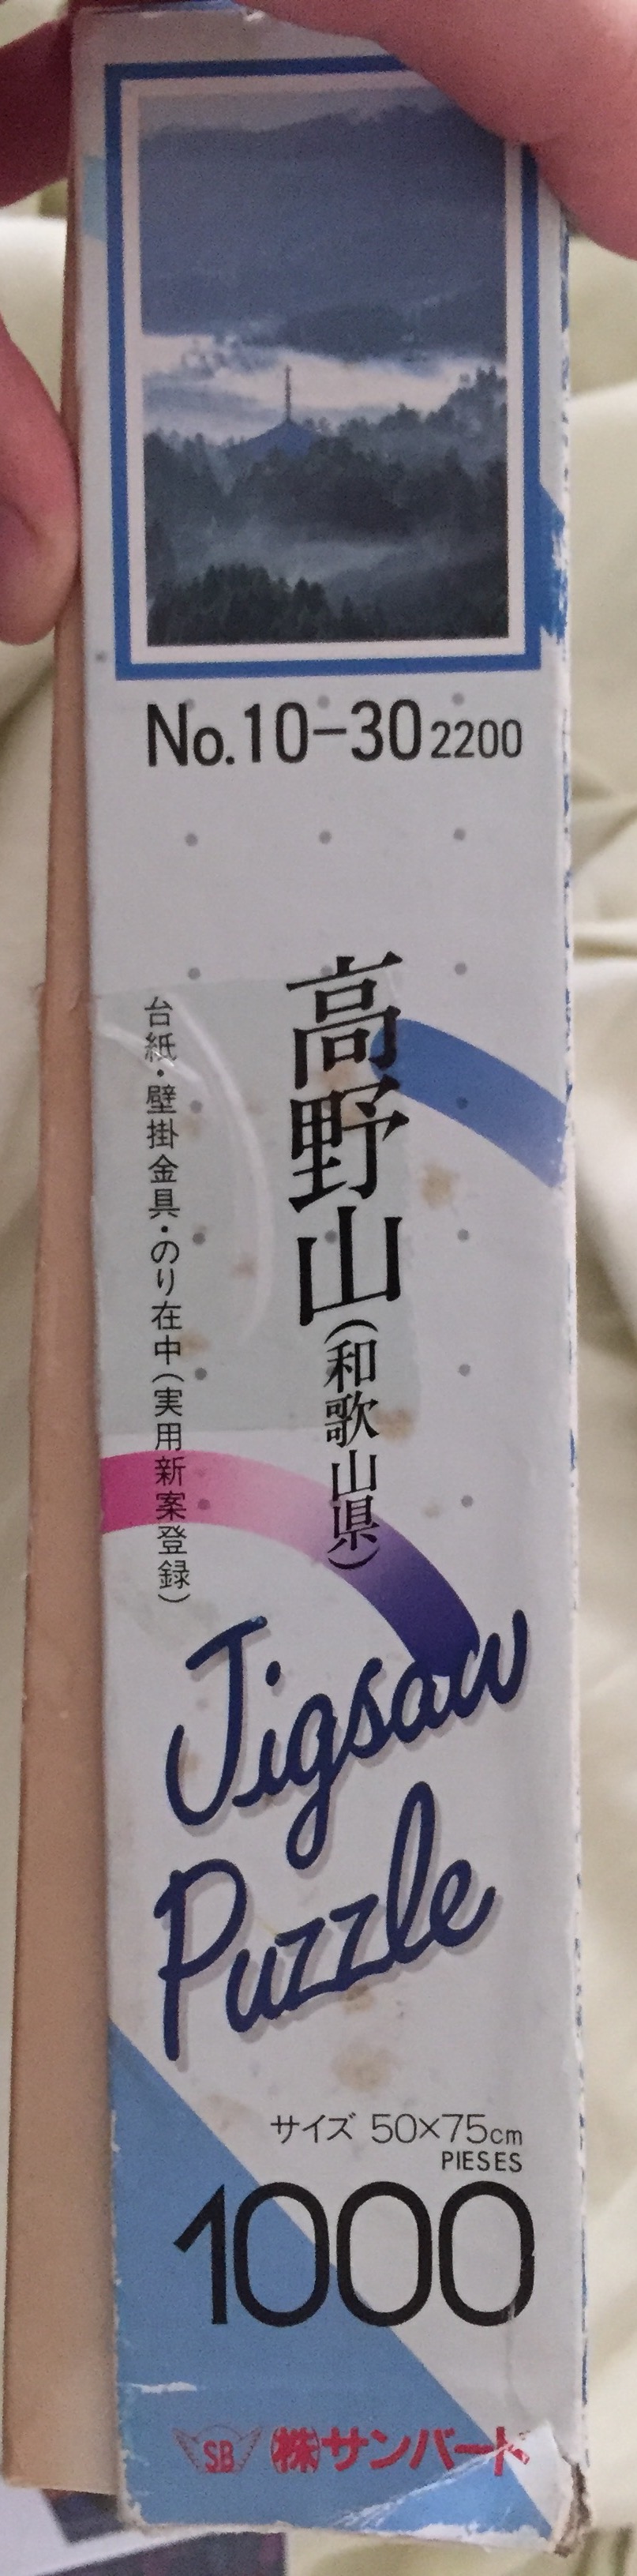 No.10-30 2200
高野山(和歌山県)
台紙・壁掛金具・のり在中(実用新案登録)
Jigsaw
Puzzle
サイズ 50×75cm
PIESES
1000
SB ㈱サンバード